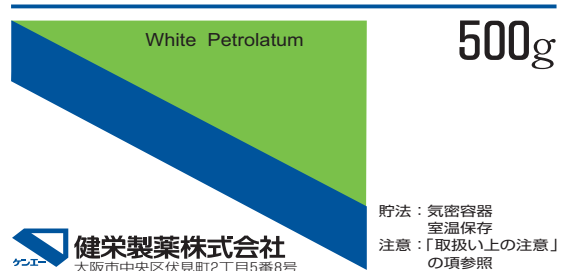 White Petrolatum
500g
貯法：気密容器
室温保存
注意：「取扱い上の注意」
の項参照
ケンエー
健栄製薬株式会社
大阪市中央区伏見町2丁目5番8号